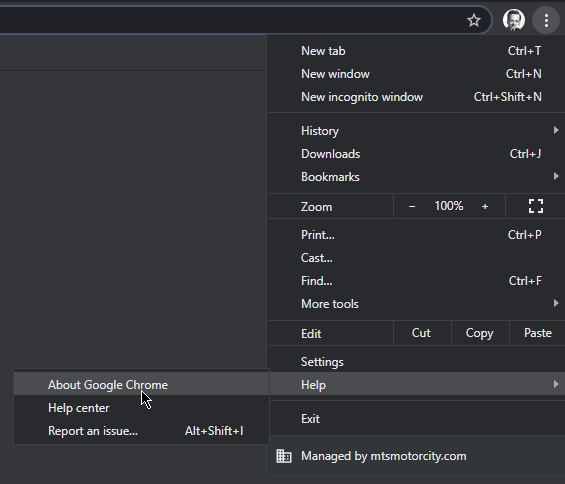 New tab Ctrl+T
New window Ctrl+N
New incognito window Ctrl+Shift+N
History
Downloads Ctrl+J
Bookmarks
Zoom − 100% +
Print... Ctrl+P
Cast...
Find... Ctrl+F
More tools
Edit Cut Copy Paste
Settings
Help
About Google Chrome
Help center
Report an issue... Alt+Shift+I
Exit
Managed by mtsmotorcity.com